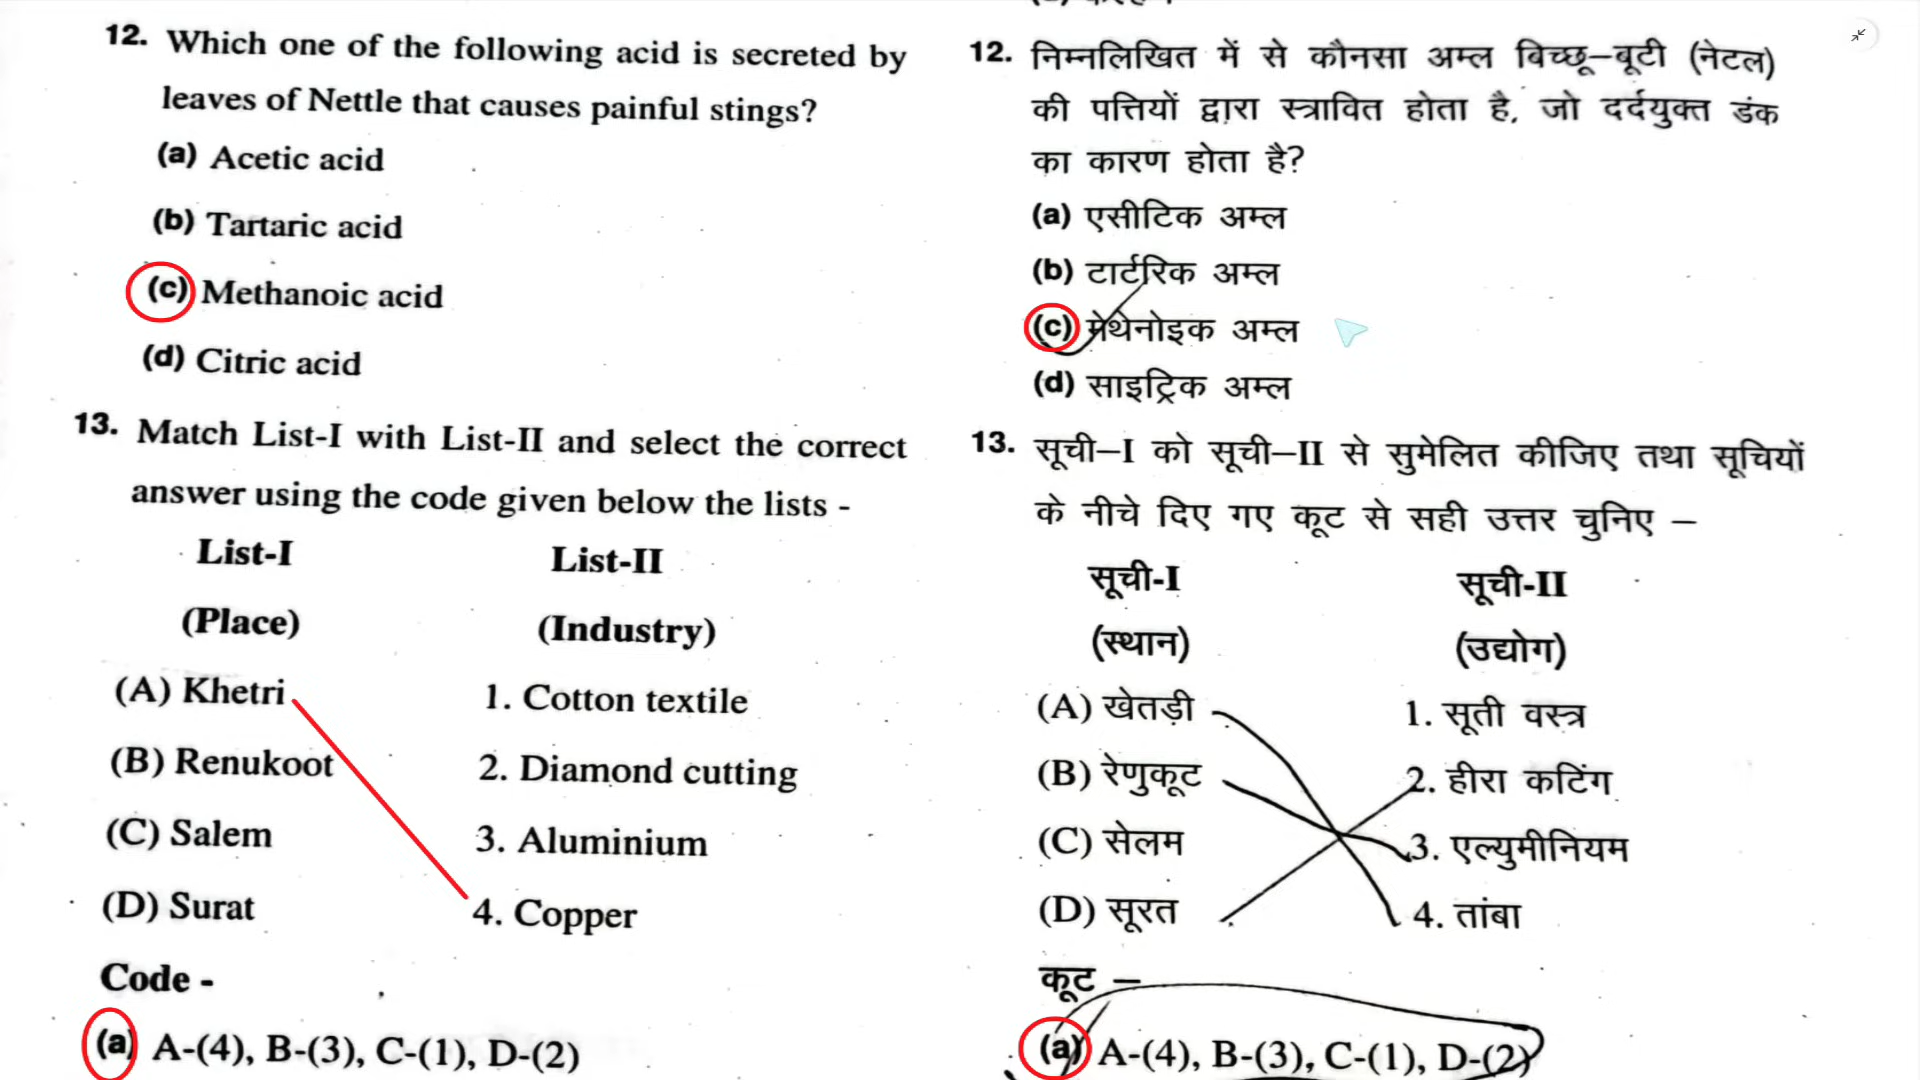 12. Which one of the following acid is secreted by
leaves of Nettle that causes painful stings?
(a) Acetic acid
(b) Tartaric acid
(c) Methanoic acid
(d) Citric acid
13. Match List-I with List-II and select the correct
answer using the code given below the lists -
List-I List-II
(Place) (Industry)
(A) Khetri 1. Cotton textile
(B) Renukoot 2. Diamond cutting
(C) Salem 3. Aluminium
(D) Surat 4. Copper
Code -
(a) A-(4), B-(3), C-(1), D-(2)
12. निम्नलिखित में से कौनसा अम्ल बिच्छू–बूटी (नेटल)
की पत्तियों द्वारा स्त्रावित होता है, जो दर्दयुक्त डंक
का कारण होता है?
(a) एसीटिक अम्ल
(b) टार्टरिक अम्ल
(c) मेथेनोइक अम्ल
(d) साइट्रिक अम्ल
13. सूची–I को सूची–II से सुमेलित कीजिए तथा सूचियों
के नीचे दिए गए कूट से सही उत्तर चुनिए –
सूची-I सूची-II
(स्थान) (उद्योग)
(A) खेतड़ी 1. सूती वस्त्र
(B) रेणुकूट 2. हीरा कटिंग
(C) सेलम 3. एल्युमीनियम
(D) सूरत 4. तांबा
कूट –
(a) A-(4), B-(3), C-(1), D-(2)